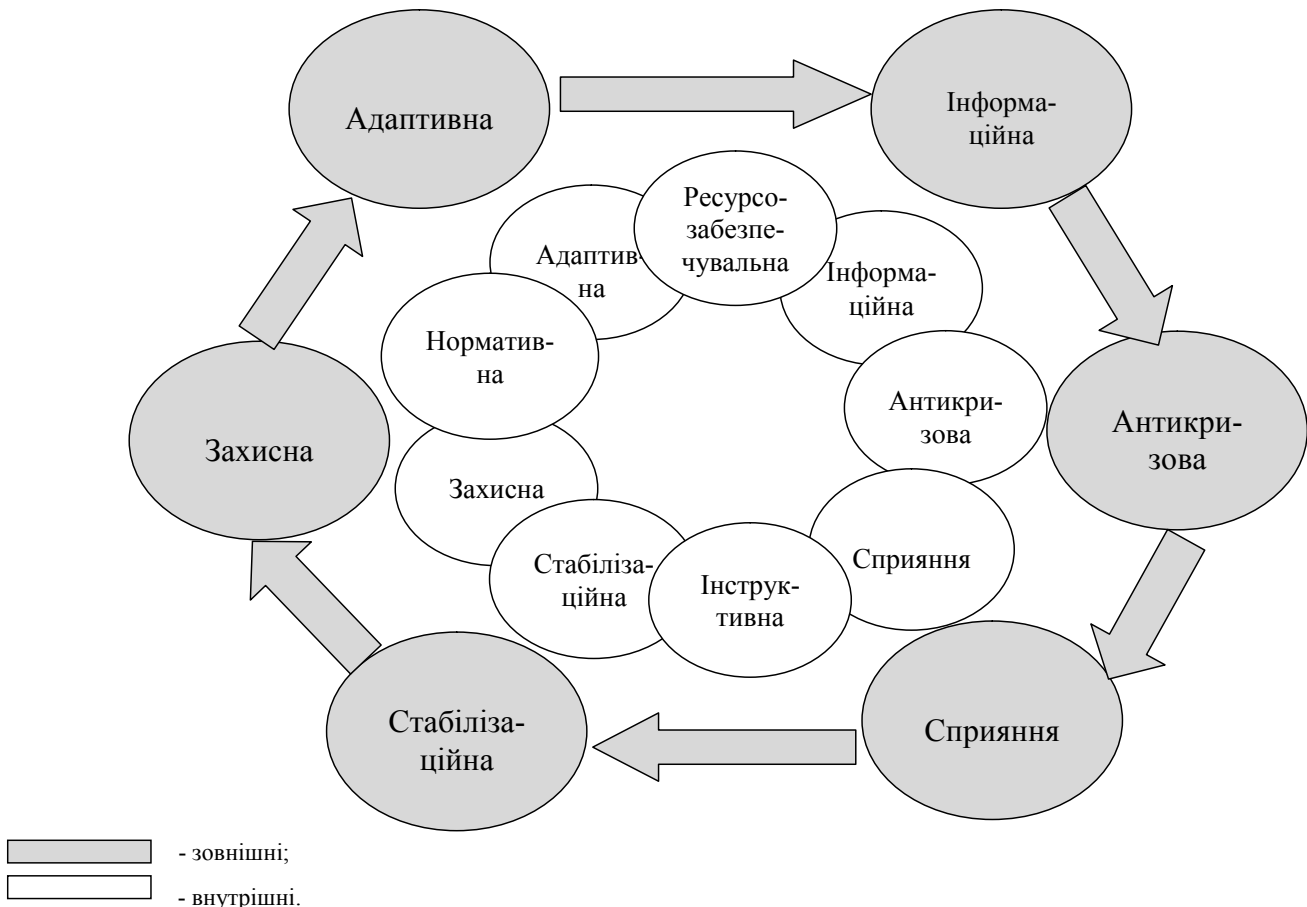 Адаптивна
Інформа-
ційна
Ресурсо-
забезпе-
чувальна
Адаптив-
на
Інформа-
ційна
Норматив-
на
Антикри-
зова
Антикри-
зова
Захисна
Захисна
Сприяння
Стабіліза-
ційна
Інструк-
тивна
Стабіліза-
ційна
Сприяння
- зовнішні;
- внутрішні.